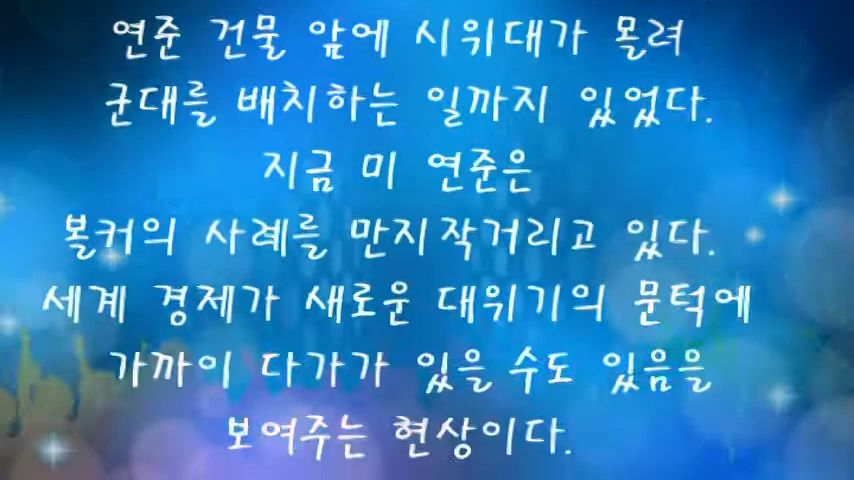 연준 건물 앞에 시위대가 몰려
군대를 배치하는 일까지 있었다.
지금 미 연준은
볼커의 사례를 만지작거리고 있다.
세계 경제가 새로운 대위기의 문턱에
가까이 다가가 있을 수도 있음을
보여주는 현상이다.